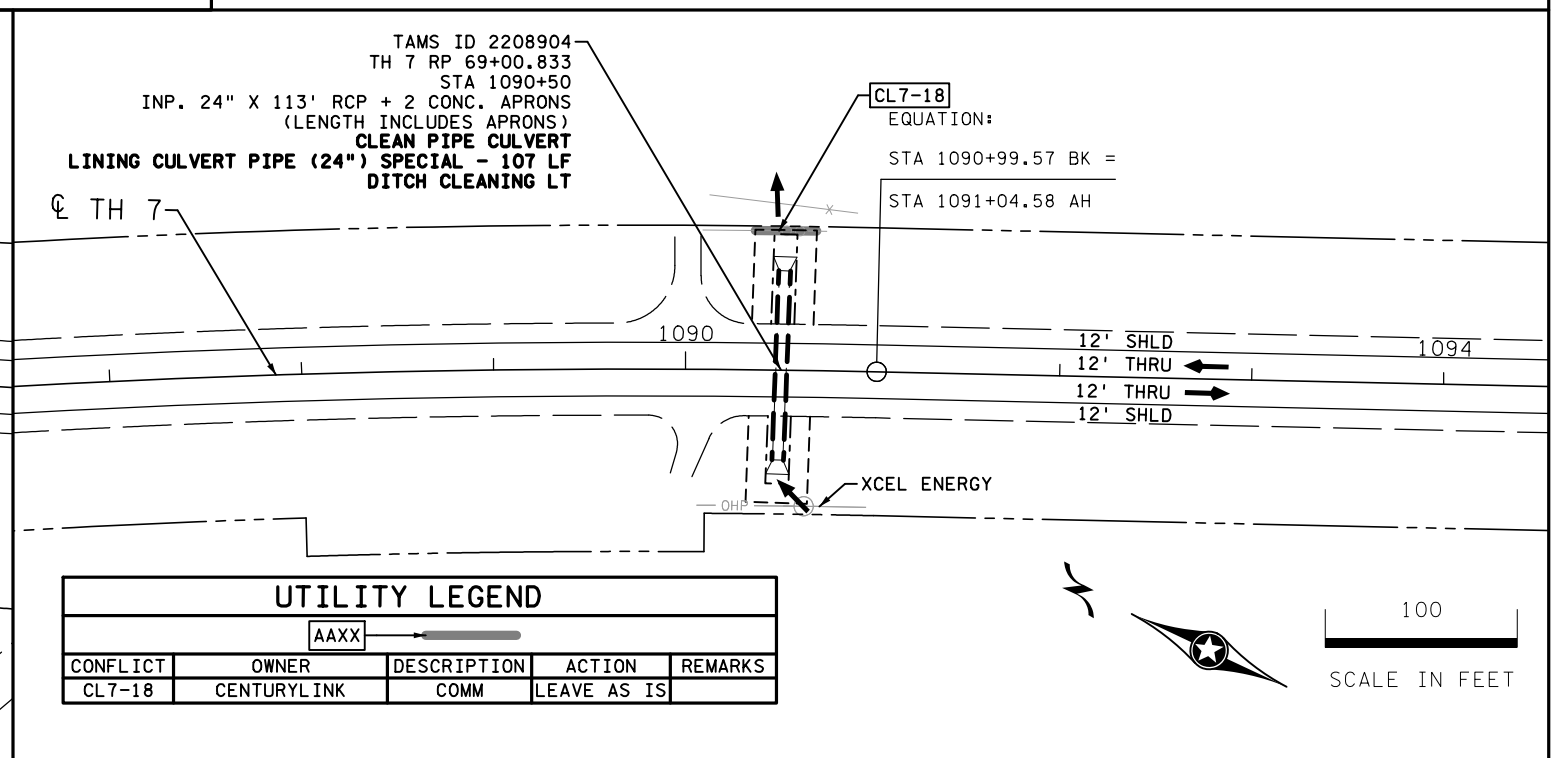 TAMS ID 2208904
TH 7 RP 69+00.833
STA 1090+50
INP. 24" X 113' RCP + 2 CONC. APRONS
(LENGTH INCLUDES APRONS)
CLEAN PIPE CULVERT
LINING CULVERT PIPE (24") SPECIAL - 107 LF
DITCH CLEANING LT
℄ TH 7
CL7-18
EQUATION:
STA 1090+99.57 BK =
STA 1091+04.58 AH
X
1090
1094
12' SHLD
12' THRU
12' THRU
12' SHLD
XCEL ENERGY
OHP
UTILITY LEGEND
AAXX
CONFLICT OWNER DESCRIPTION ACTION REMARKS
CL7-18 CENTURYLINK COMM LEAVE AS IS
N
100
SCALE IN FEET